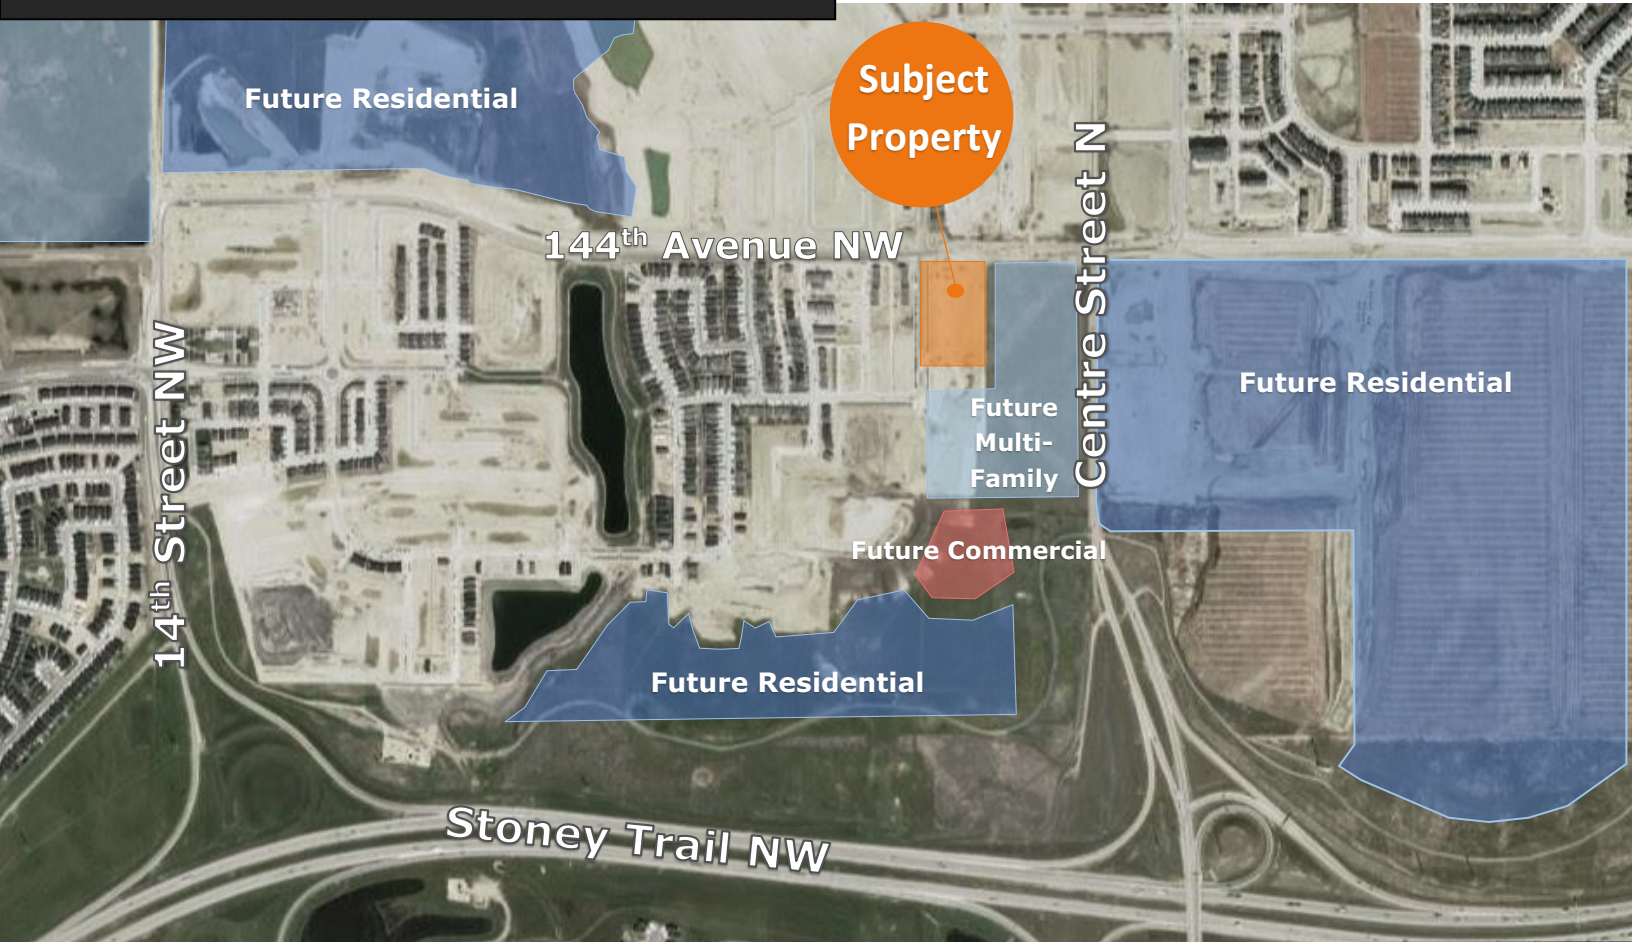 Future Residential
Subject
Property
144th Avenue NW
Centre Street N
14th Street NW
Future Residential
Future
Multi-
Family
Future Commercial
Future Residential
Stoney Trail NW